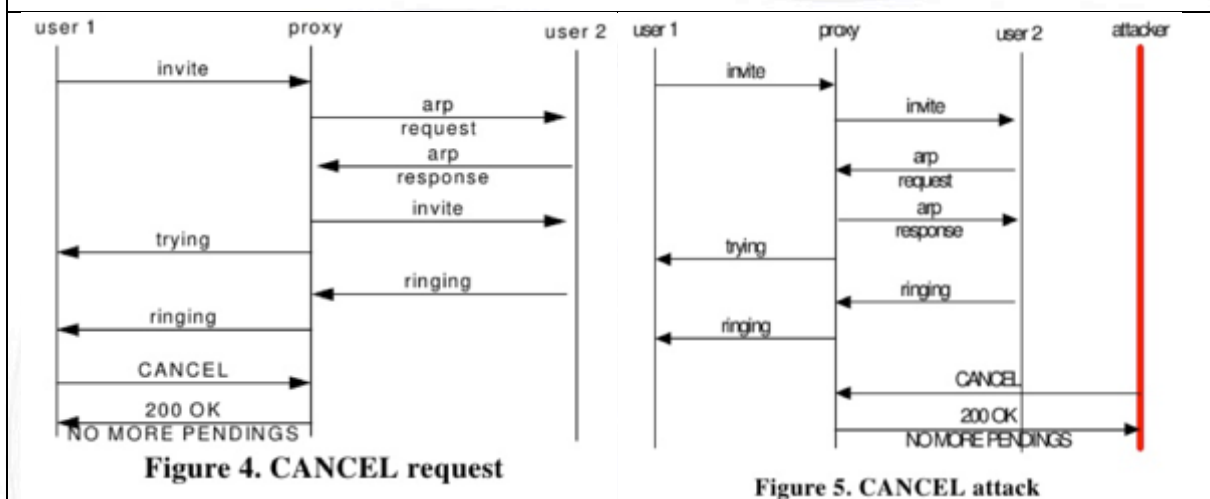 user 1 proxy user 2
invite
arp
request
arp
response
invite
trying
ringing
ringing
CANCEL
200 OK
NO MORE PENDINGS
Figure 4. CANCEL request
user 1 proxy user 2 attacker
invite
invite
arp
request
arp
response
trying
ringing
ringing
CANCEL
200 OK
NO MORE PENDINGS
Figure 5. CANCEL attack